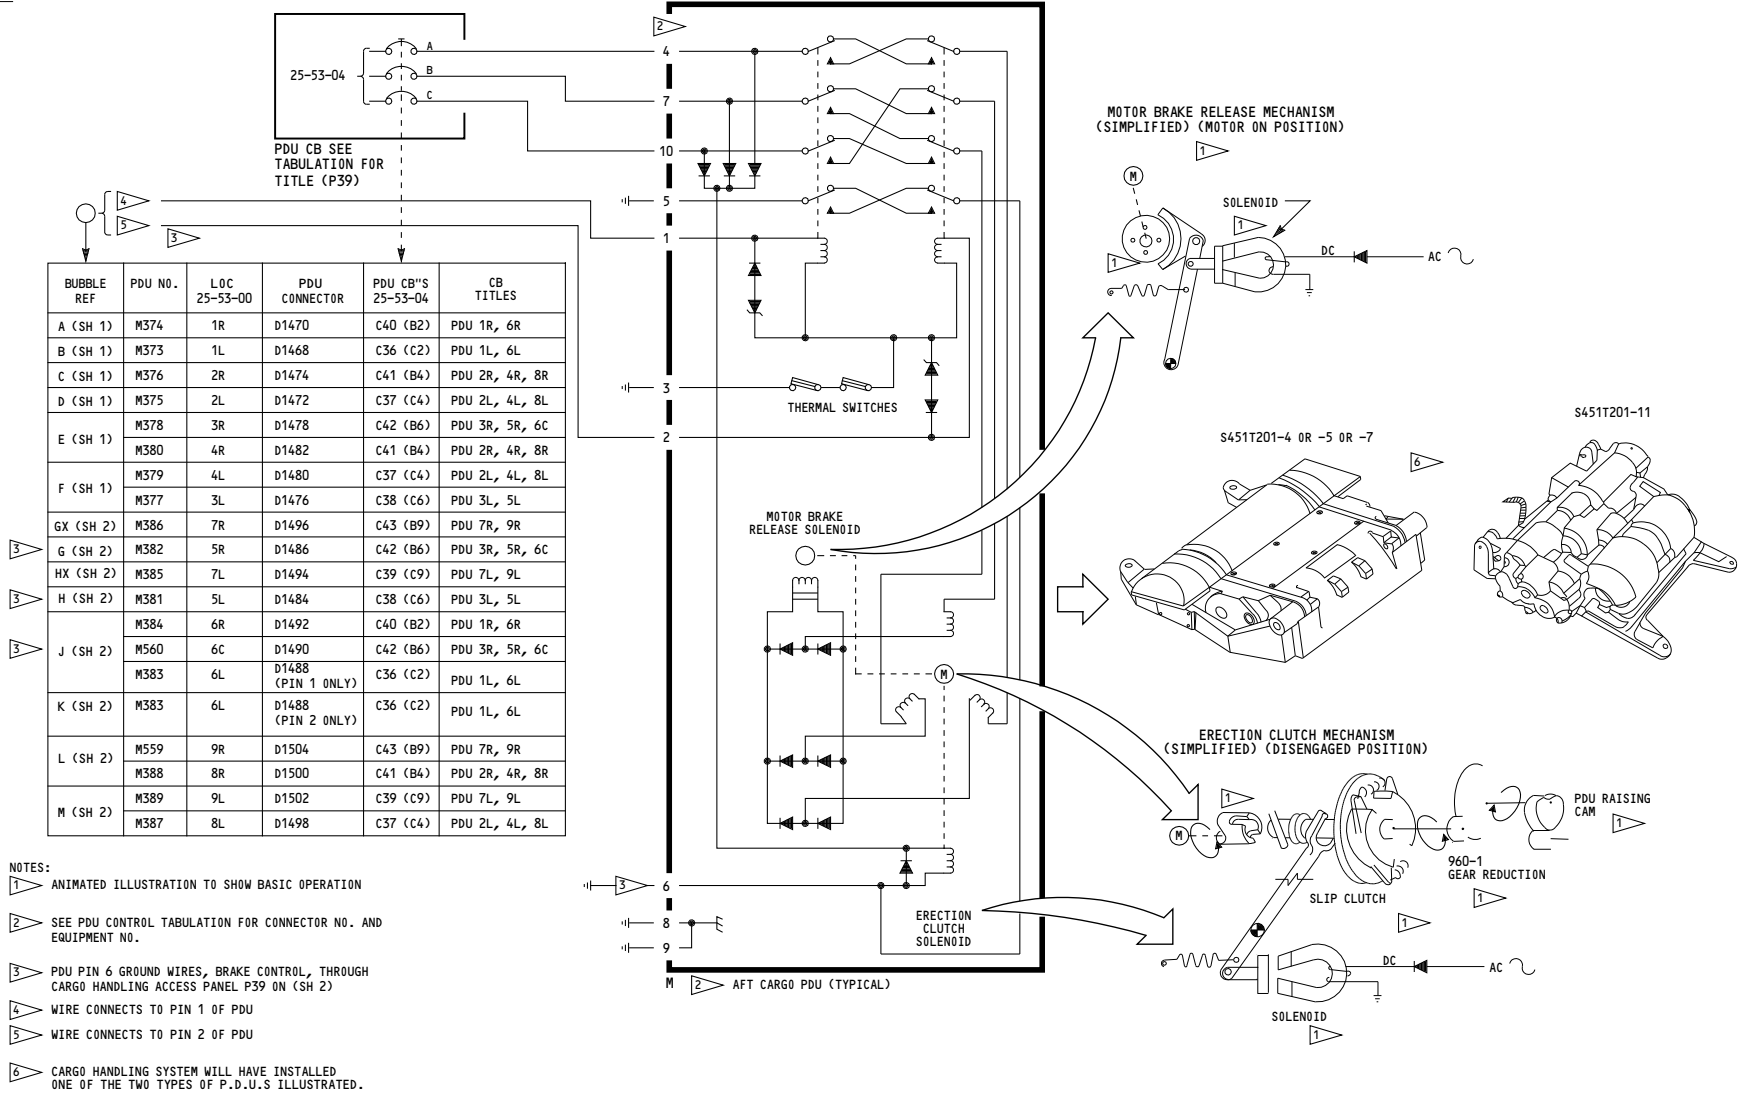 25-53-04
A
B
C
PDU CB SEE
TABULATION FOR
TITLE (P39)
4
5
3
BUBBLE REF | PDU NO. | LOC 25-53-00 | PDU CONNECTOR | PDU CB"S 25-53-04 | CB TITLES
A (SH 1) M374 1R D1470 C40 (B2) PDU 1R, 6R
B (SH 1) M373 1L D1468 C36 (C2) PDU 1L, 6L
C (SH 1) M376 2R D1474 C41 (B4) PDU 2R, 4R, 8R
D (SH 1) M375 2L D1472 C37 (C4) PDU 2L, 4L, 8L
E (SH 1) M378 3R D1478 C42 (B6) PDU 3R, 5R, 6C
M380 4R D1482 C41 (B4) PDU 2R, 4R, 8R
F (SH 1) M379 4L D1480 C37 (C4) PDU 2L, 4L, 8L
M377 3L D1476 C38 (C6) PDU 3L, 5L
GX (SH 2) M386 7R D1496 C43 (B9) PDU 7R, 9R
3 G (SH 2) M382 5R D1486 C42 (B6) PDU 3R, 5R, 6C
HX (SH 2) M385 7L D1494 C39 (C9) PDU 7L, 9L
3 H (SH 2) M381 5L D1484 C38 (C6) PDU 3L, 5L
M384 6R D1492 C40 (B2) PDU 1R, 6R
3 J (SH 2) M560 6C D1490 C42 (B6) PDU 3R, 5R, 6C
M383 6L D1488 (PIN 1 ONLY) C36 (C2) PDU 1L, 6L
K (SH 2) M383 6L D1488 (PIN 2 ONLY) C36 (C2) PDU 1L, 6L
L (SH 2) M559 9R D1504 C43 (B9) PDU 7R, 9R
M388 8R D1500 C41 (B4) PDU 2R, 4R, 8R
M (SH 2) M389 9L D1502 C39 (C9) PDU 7L, 9L
M387 8L D1498 C37 (C4) PDU 2L, 4L, 8L
NOTES:
1 ANIMATED ILLUSTRATION TO SHOW BASIC OPERATION
2 SEE PDU CONTROL TABULATION FOR CONNECTOR NO. AND
EQUIPMENT NO.
3 PDU PIN 6 GROUND WIRES, BRAKE CONTROL, THROUGH
CARGO HANDLING ACCESS PANEL P39 ON (SH 2)
4 WIRE CONNECTS TO PIN 1 OF PDU
5 WIRE CONNECTS TO PIN 2 OF PDU
6 CARGO HANDLING SYSTEM WILL HAVE INSTALLED
ONE OF THE TWO TYPES OF P.D.U.S ILLUSTRATED.
2
4
7
10
5
1
3
2
THERMAL SWITCHES
MOTOR BRAKE
RELEASE SOLENOID
M
3 6
8
9
ERECTION
CLUTCH
SOLENOID
M 2 AFT CARGO PDU (TYPICAL)
MOTOR BRAKE RELEASE MECHANISM
(SIMPLIFIED) (MOTOR ON POSITION)
1
M
SOLENOID
1
1
DC
AC
S451T201-4 OR -5 OR -7
6
S451T201-11
ERECTION CLUTCH MECHANISM
(SIMPLIFIED) (DISENGAGED POSITION)
1
M
PDU RAISING
CAM
1
960-1
GEAR REDUCTION
1
SLIP CLUTCH
1
DC
AC
SOLENOID
1